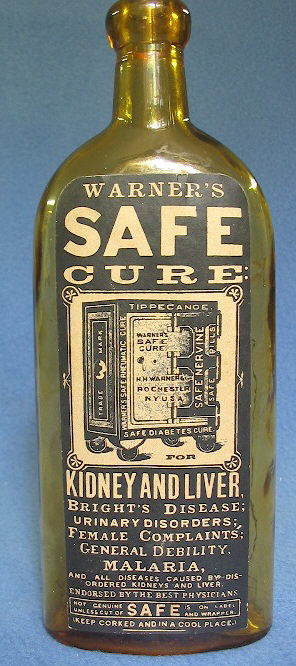 WARNER'S
SAFE
CURE:
TIPPECANOE
TRADE MARK
WARNER'S SAFE RHEUMATIC CURE
WARNER'S
SAFE
CURE
H.H. WARNER &
ROCHESTER
N.Y. U.S.A.
SAFE NERVINE
SAFE PILLS
SAFE DIABETES CURE.
FOR
KIDNEY AND LIVER,
BRIGHT'S DISEASE;
URINARY DISORDERS;
FEMALE COMPLAINTS;
GENERAL DEBILITY,
MALARIA,
AND ALL DISEASES CAUSED BY DIS-
ORDERED KIDNEYS AND LIVER.
ENDORSED BY THE BEST PHYSICIANS
NOT GENUINE UNLESS CUT OF SAFE IS ON LABEL AND WRAPPER.
(KEEP CORKED AND IN A COOL PLACE.)